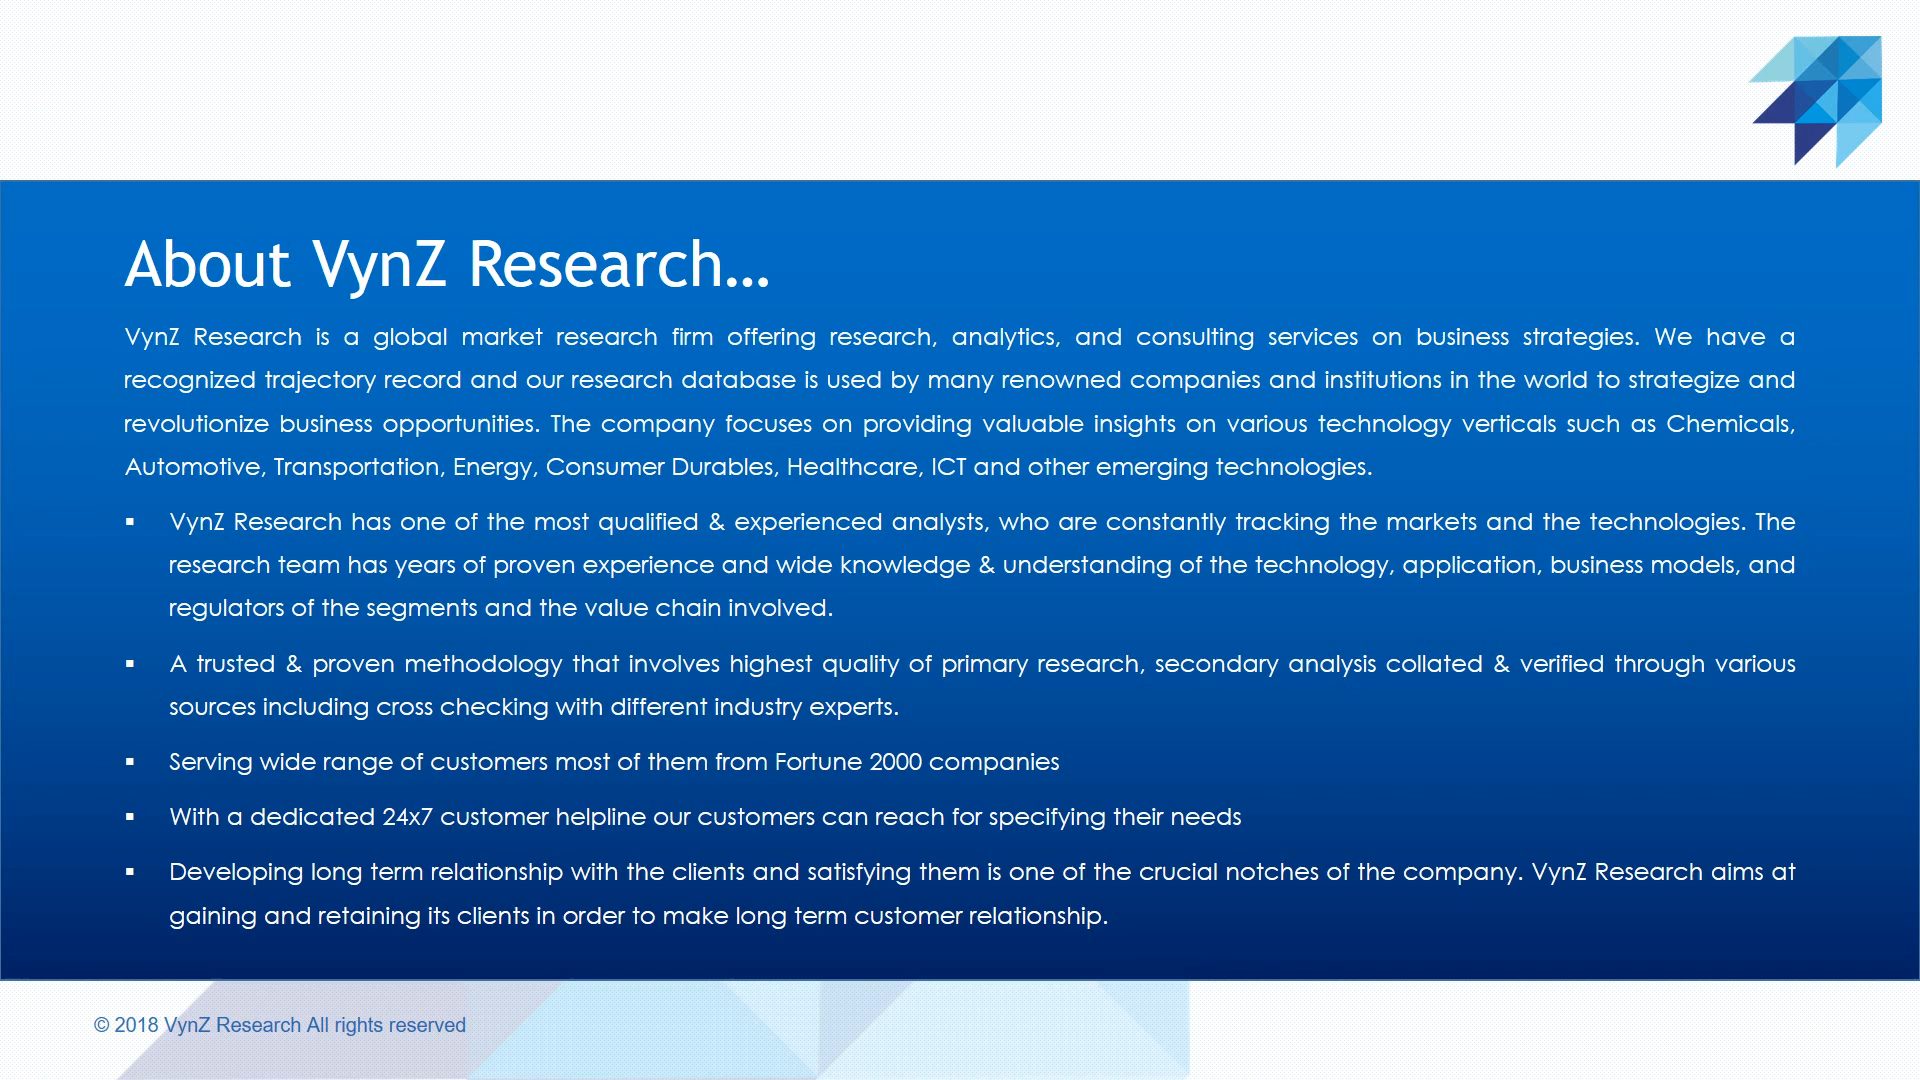 About VynZ Research...
VynZ Research is a global market research firm offering research, analytics, and consulting services on business strategies. We have a
recognized trajectory record and our research database is used by many renowned companies and institutions in the world to strategize and
revolutionize business opportunities. The company focuses on providing valuable insights on various technology verticals such as Chemicals,
Automotive, Transportation, Energy, Consumer Durables, Healthcare, ICT and other emerging technologies.
▪ VynZ Research has one of the most qualified & experienced analysts, who are constantly tracking the markets and the technologies. The
research team has years of proven experience and wide knowledge & understanding of the technology, application, business models, and
regulators of the segments and the value chain involved.
▪ A trusted & proven methodology that involves highest quality of primary research, secondary analysis collated & verified through various
sources including cross checking with different industry experts.
▪ Serving wide range of customers most of them from Fortune 2000 companies
▪ With a dedicated 24x7 customer helpline our customers can reach for specifying their needs
▪ Developing long term relationship with the clients and satisfying them is one of the crucial notches of the company. VynZ Research aims at
gaining and retaining its clients in order to make long term customer relationship.
© 2018 VynZ Research All rights reserved